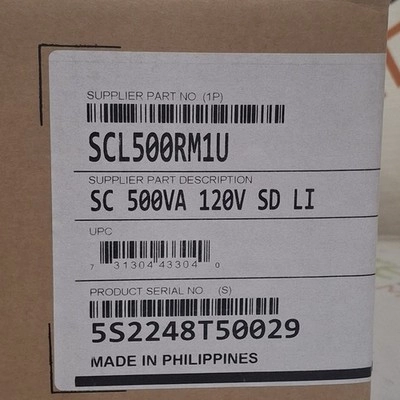 SUPPLIER PART NO. (1P)
SCL500RM1U
SUPPLIER PART DESCRIPTION
SC 500VA 120V SD LI
UPC
7 31304 43304 0
PRODUCT SERIAL NO (S)
5S2248T50029
MADE IN PHILIPPINES